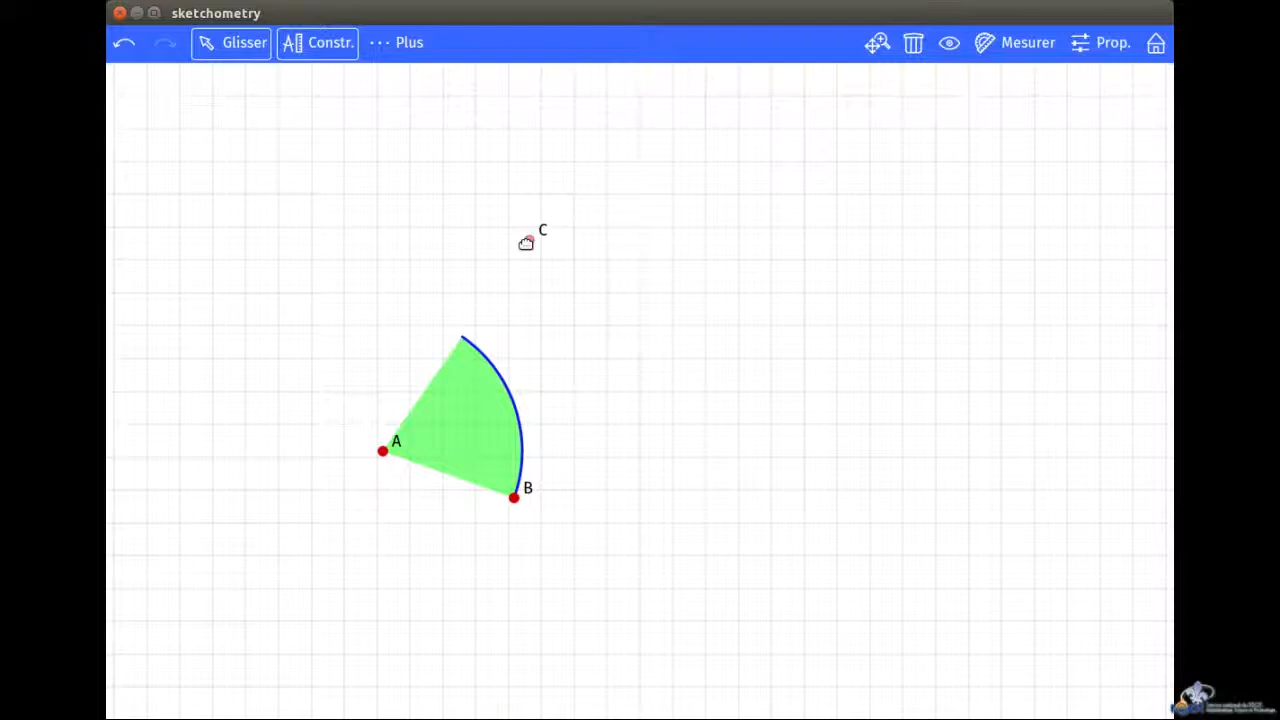 sketchometry
Glisser
Constr.
Plus
Mesurer
Prop.
C
A
B